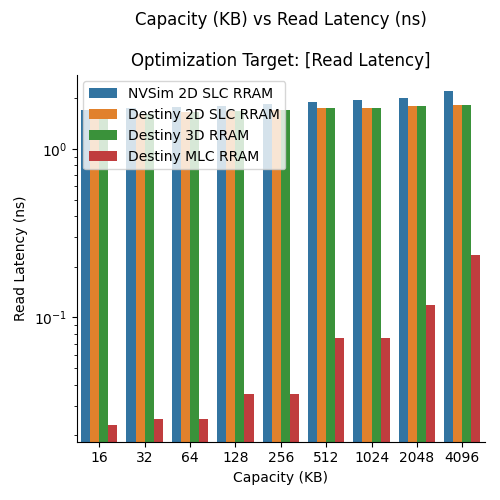 Capacity (KB) vs Read Latency (ns)
Optimization Target: [Read Latency]
NVSim 2D SLC RRAM
Destiny 2D SLC RRAM
Destiny 3D RRAM
Destiny MLC RRAM
Read Latency (ns)
10⁰
10⁻¹
16 32 64 128 256 512 1024 2048 4096
Capacity (KB)